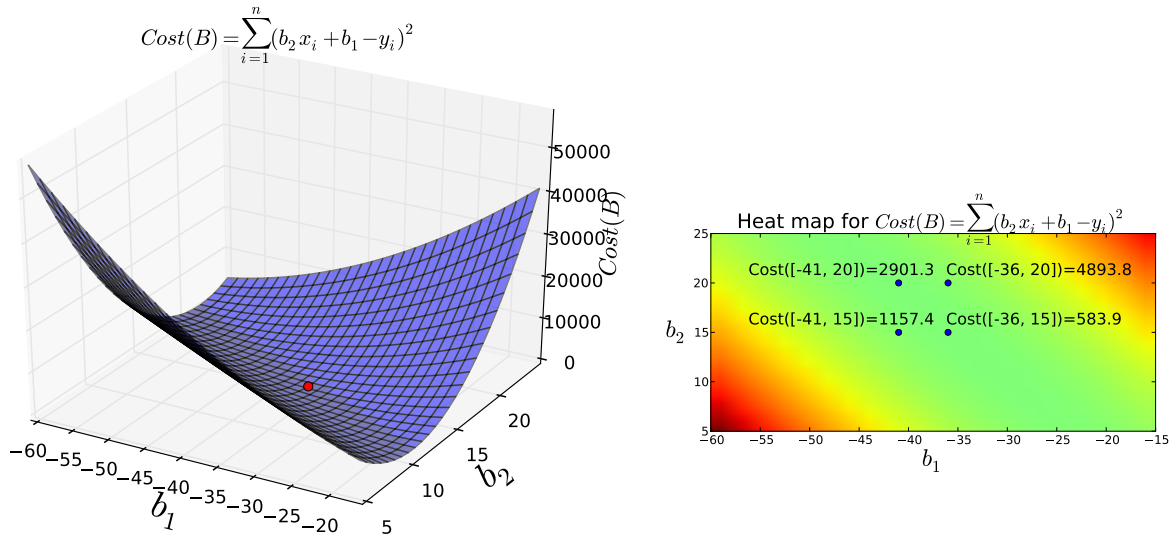 Cost(B) = \sum_{i=1}^{n} (b_2 x_i + b_1 − y_i)^2
50000
40000
30000
20000
10000
0
Cost(B)
−60
−55
−50
−45
−40
−35
−30
−25
−20
b_1
5
10
15
20
b_2
Heat map for Cost(B) = \sum_{i=1}^{n} (b_2 x_i + b_1 − y_i)^2
25
20
15
10
5
b_2
Cost([-41, 20])=2901.3 Cost([-36, 20])=4893.8
Cost([-41, 15])=1157.4 Cost([-36, 15])=583.9
−60 −55 −50 −45 −40 −35 −30 −25 −20 −15
b_1